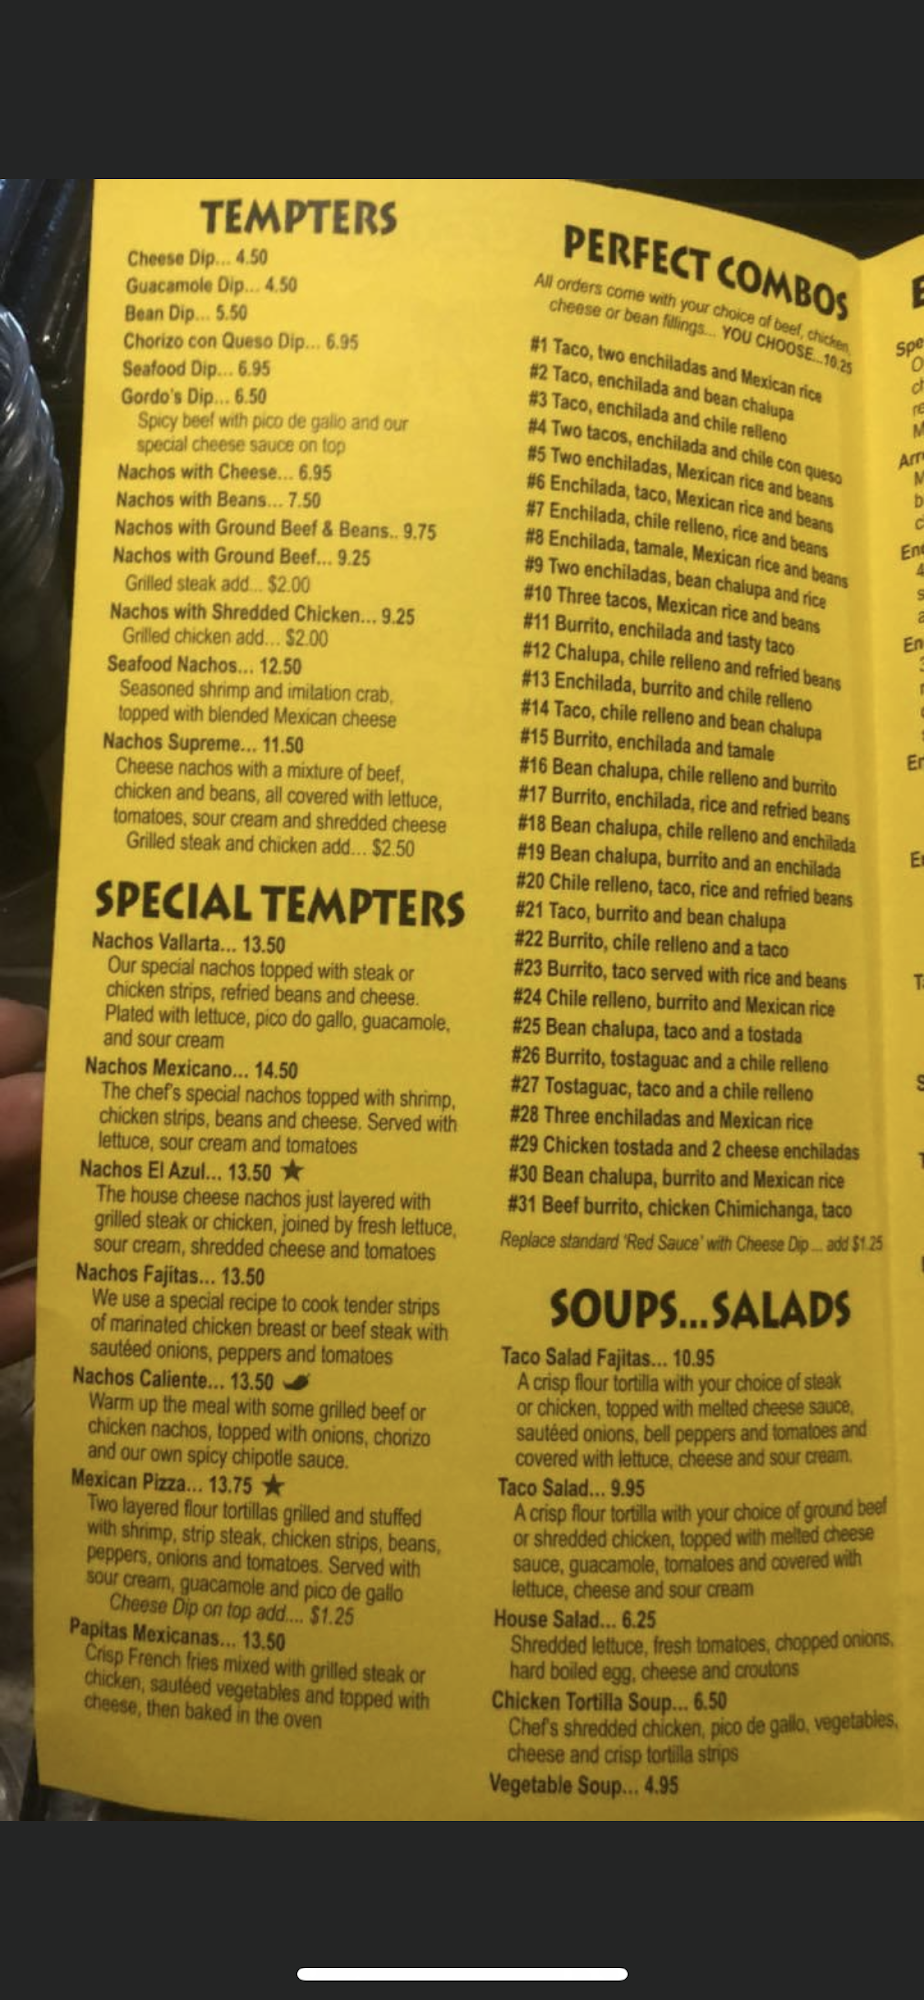 TEMPTERS
Cheese Dip... 4.50
Guacamole Dip... 4.50
Bean Dip... 5.50
Chorizo con Queso Dip... 6.95
Seafood Dip... 6.95
Gordo's Dip... 6.50
Spicy beef with pico de gallo and our
special cheese sauce on top
Nachos with Cheese... 6.95
Nachos with Beans... 7.50
Nachos with Ground Beef & Beans.. 9.75
Nachos with Ground Beef... 9.25
Grilled steak add... $2.00
Nachos with Shredded Chicken... 9.25
Grilled chicken add... $2.00
Seafood Nachos... 12.50
Seasoned shrimp and imitation crab,
topped with blended Mexican cheese
Nachos Supreme... 11.50
Cheese nachos with a mixture of beef,
chicken and beans, all covered with lettuce,
tomatoes, sour cream and shredded cheese
Grilled steak and chicken add... $2.50
SPECIAL TEMPTERS
Nachos Vallarta... 13.50
Our special nachos topped with steak or
chicken strips, refried beans and cheese.
Plated with lettuce, pico do gallo, guacamole,
and sour cream
Nachos Mexicano... 14.50
The chef's special nachos topped with shrimp,
chicken strips, beans and cheese. Served with
lettuce, sour cream and tomatoes
Nachos El Azul... 13.50 ★
The house cheese nachos just layered with
grilled steak or chicken, joined by fresh lettuce,
sour cream, shredded cheese and tomatoes
Nachos Fajitas... 13.50
We use a special recipe to cook tender strips
of marinated chicken breast or beef steak with
sautéed onions, peppers and tomatoes
Nachos Caliente... 13.50
Warm up the meal with some grilled beef or
chicken nachos, topped with onions, chorizo
and our own spicy chipotle sauce.
Mexican Pizza... 13.75 ★
Two layered flour tortillas grilled and stuffed
with shrimp, strip steak, chicken strips, beans,
peppers, onions and tomatoes. Served with
sour cream, guacamole and pico de gallo
Cheese Dip on top add.... $1.25
Papitas Mexicanas... 13.50
Crisp French fries mixed with grilled steak or
chicken, sautéed vegetables and topped with
cheese, then baked in the oven
PERFECT COMBOS
All orders come with your choice of beef, chicken,
cheese or bean fillings... YOU CHOOSE...10.25
#1 Taco, two enchiladas and Mexican rice
#2 Taco, enchilada and bean chalupa
#3 Taco, enchilada and chile relleno
#4 Two tacos, enchilada and chile con queso
#5 Two enchiladas, Mexican rice and beans
#6 Enchilada, taco, Mexican rice and beans
#7 Enchilada, chile relleno, rice and beans
#8 Enchilada, tamale, Mexican rice and beans
#9 Two enchiladas, bean chalupa and rice
#10 Three tacos, Mexican rice and beans
#11 Burrito, enchilada and tasty taco
#12 Chalupa, chile relleno and refried beans
#13 Enchilada, burrito and chile relleno
#14 Taco, chile relleno and bean chalupa
#15 Burrito, enchilada and tamale
#16 Bean chalupa, chile relleno and burrito
#17 Burrito, enchilada, rice and refried beans
#18 Bean chalupa, chile relleno and enchilada
#19 Bean chalupa, burrito and an enchilada
#20 Chile relleno, taco, rice and refried beans
#21 Taco, burrito and bean chalupa
#22 Burrito, chile relleno and a taco
#23 Burrito, taco served with rice and beans
#24 Chile relleno, burrito and Mexican rice
#25 Bean chalupa, taco and a tostada
#26 Burrito, tostaguac and a chile relleno
#27 Tostaguac, taco and a chile relleno
#28 Three enchiladas and Mexican rice
#29 Chicken tostada and 2 cheese enchiladas
#30 Bean chalupa, burrito and Mexican rice
#31 Beef burrito, chicken Chimichanga, taco
Replace standard 'Red Sauce' with Cheese Dip ... add $1.25
SOUPS...SALADS
Taco Salad Fajitas... 10.95
A crisp flour tortilla with your choice of steak
or chicken, topped with melted cheese sauce,
sautéed onions, bell peppers and tomatoes and
covered with lettuce, cheese and sour cream.
Taco Salad... 9.95
A crisp flour tortilla with your choice of ground beef
or shredded chicken, topped with melted cheese
sauce, guacamole, tomatoes and covered with
lettuce, cheese and sour cream
House Salad... 6.25
Shredded lettuce, fresh tomatoes, chopped onions,
hard boiled egg, cheese and croutons
Chicken Tortilla Soup... 6.50
Chef's shredded chicken, pico de gallo, vegetables,
cheese and crisp tortilla strips
Vegetable Soup... 4.95